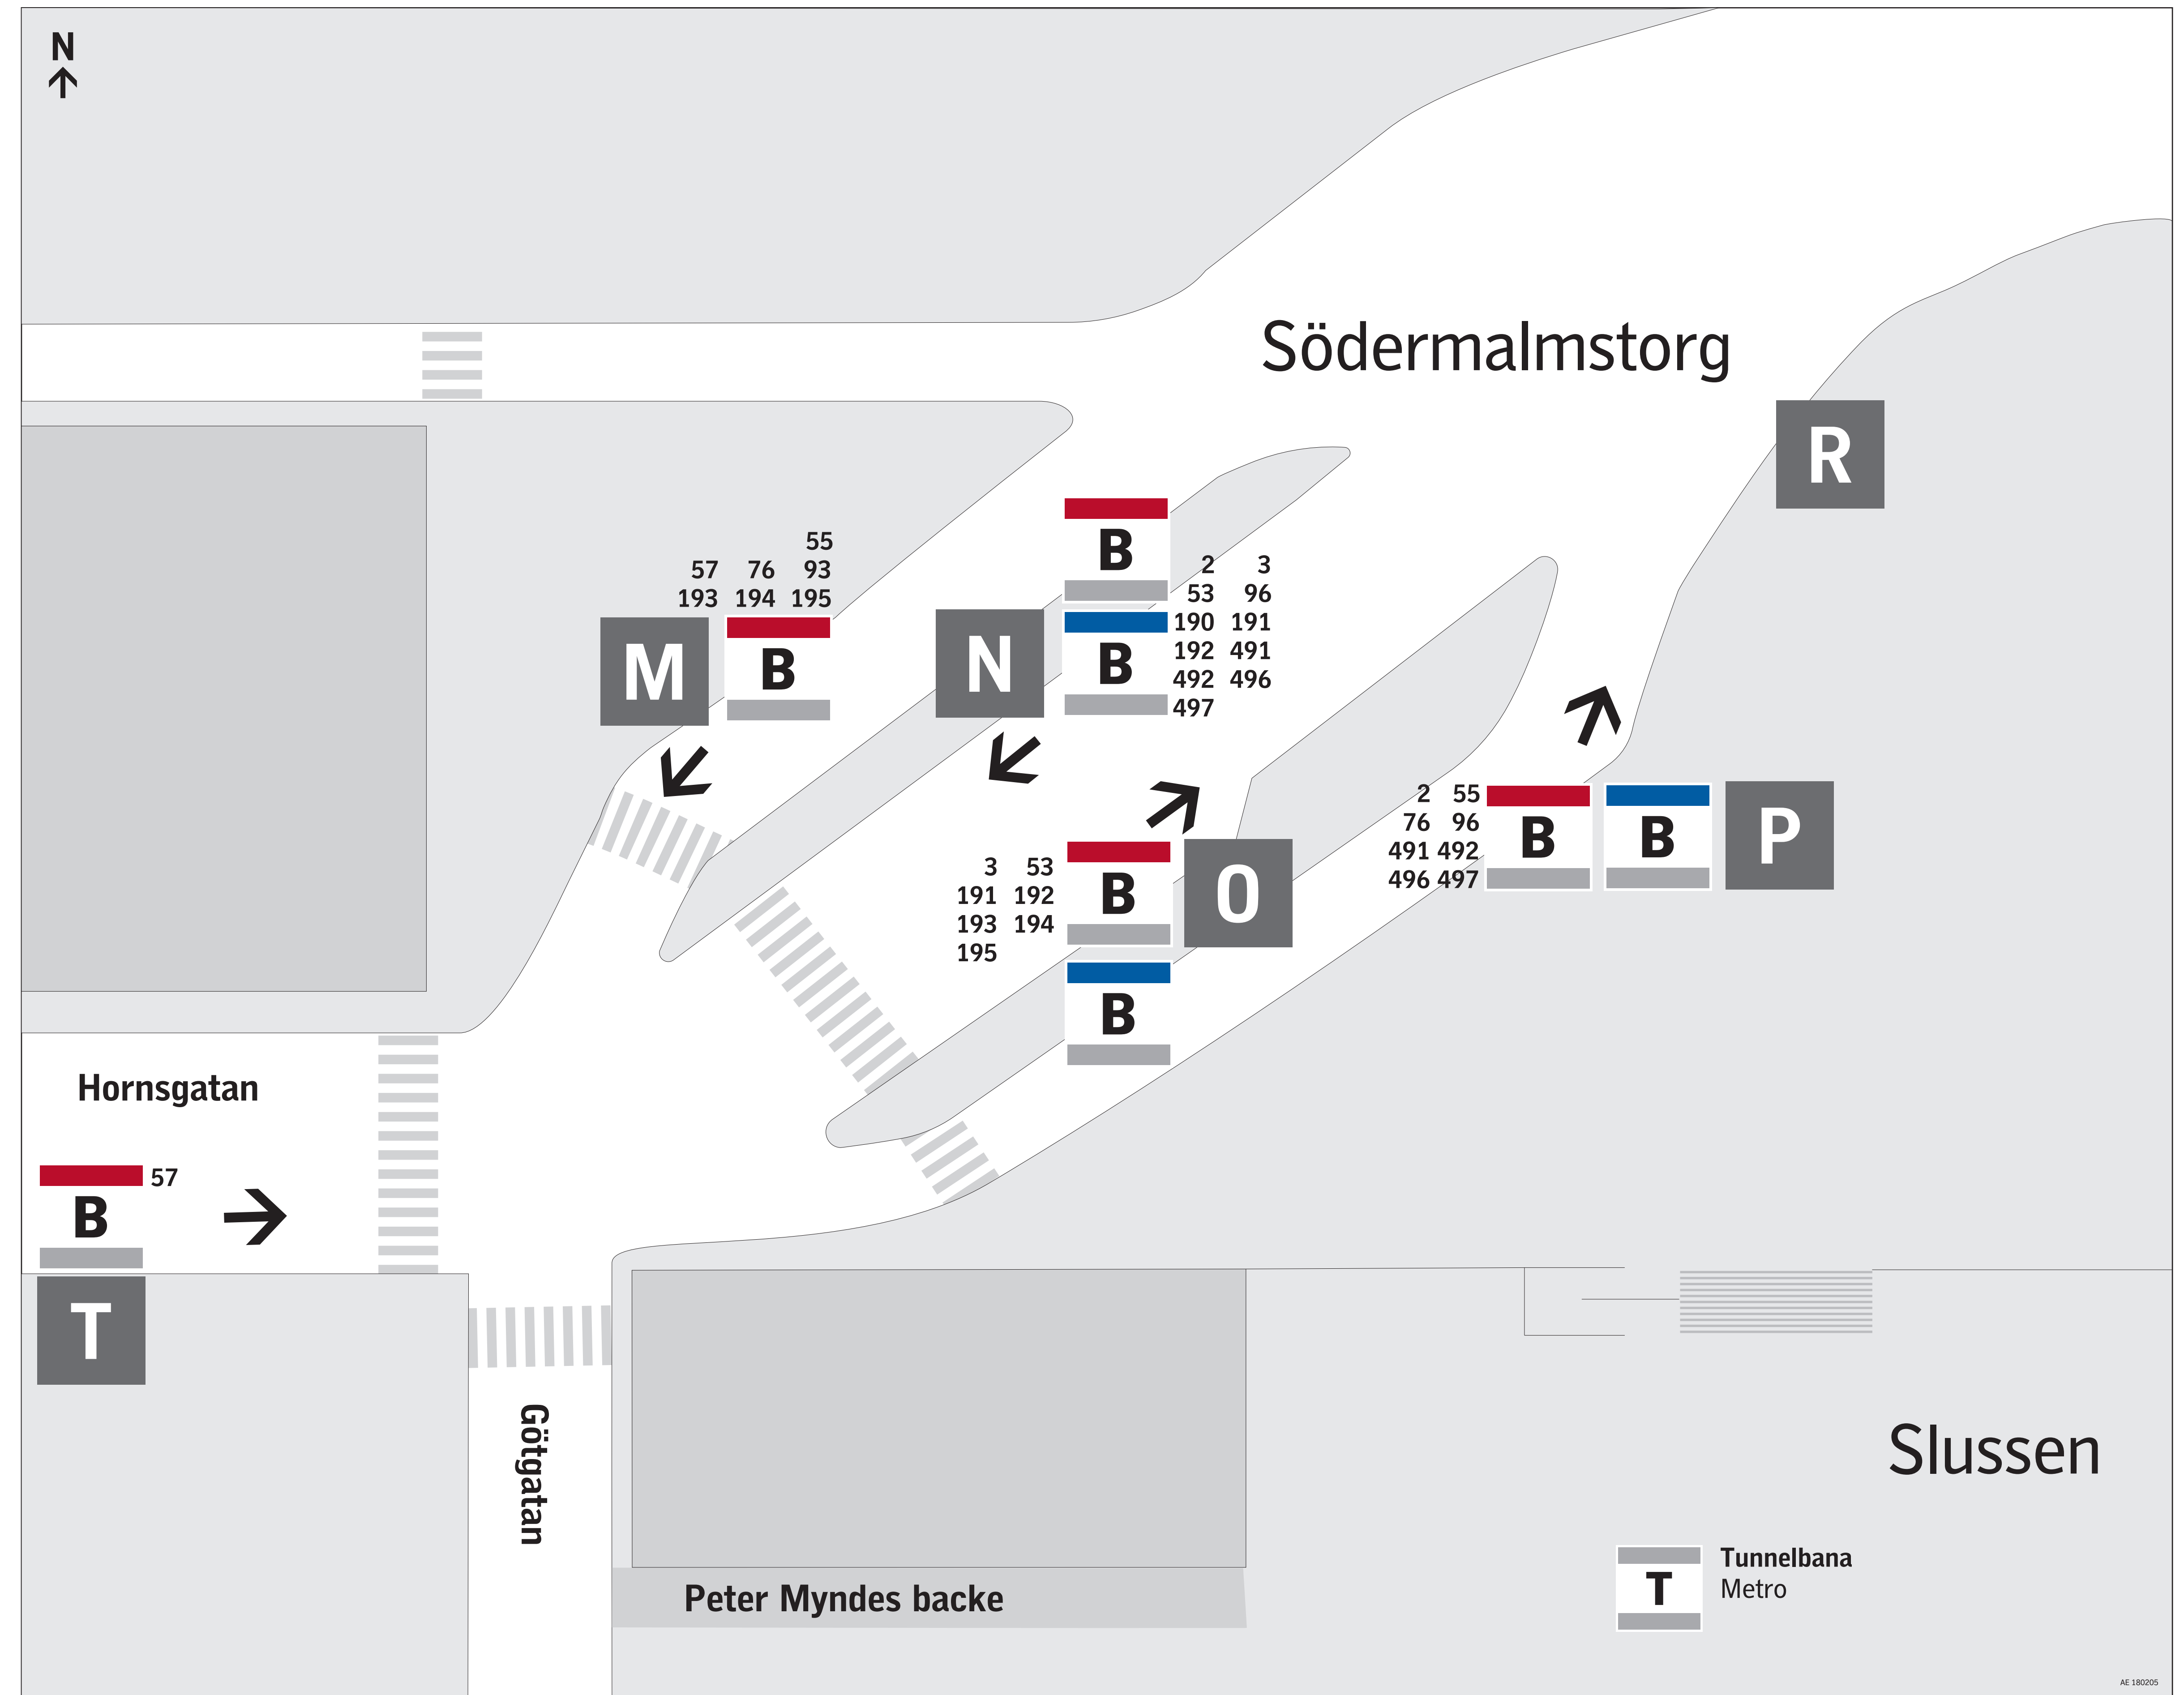 N
Södermalmstorg
R
55
57 76 93
193 194 195
M
B
N
B
B
2 3
53 96
190 191
192 491
492 496
497
2 55
76 96
491 492
496 497
B
B
P
3 53
191 192
193 194
195
B
O
B
Hornsgatan
57
B
T
Götgatan
Slussen
Peter Myndes backe
T
Tunnelbana
Metro
AE 180205